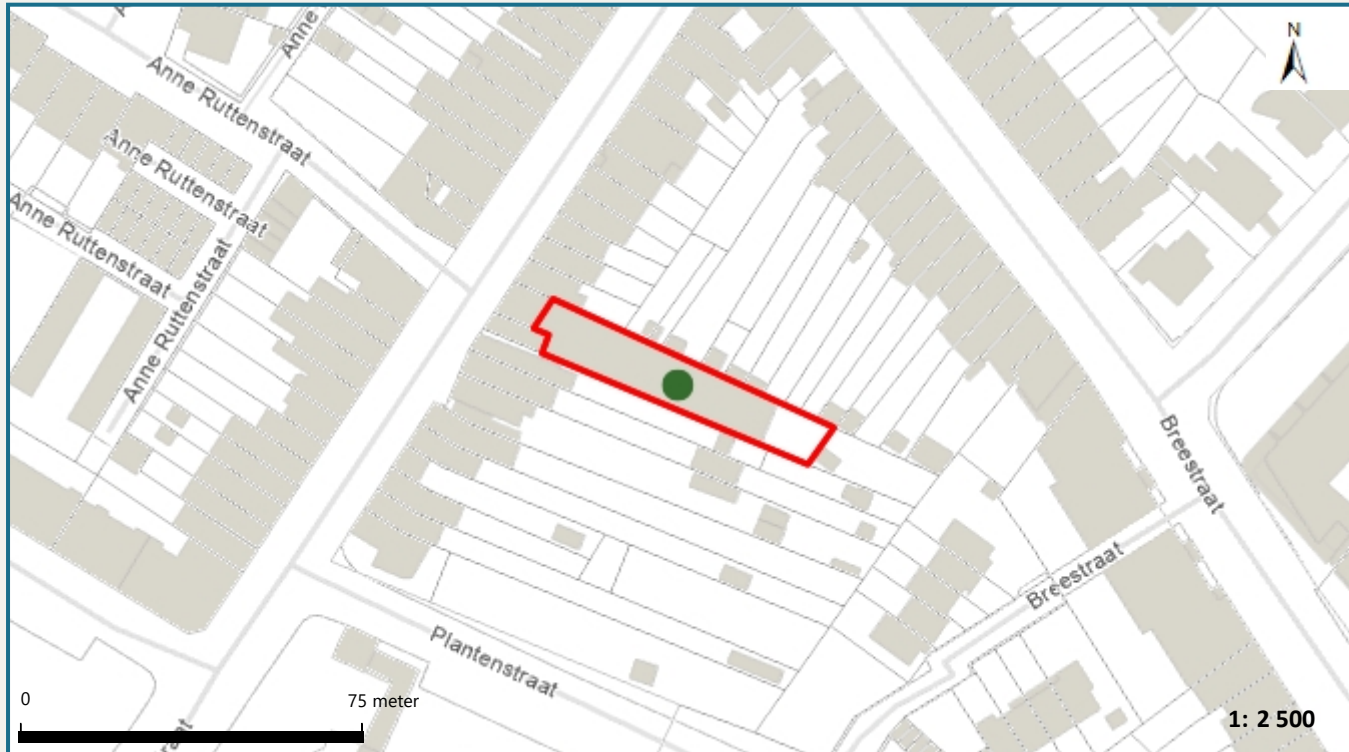 Anne
N
Anne Ruttenstraat
Anne Ruttenstraat
Anne Ruttenstraat
Anne Ruttenstraat
Breestraat
Breestraat
Plantenstraat
0
75 meter
1: 2 500